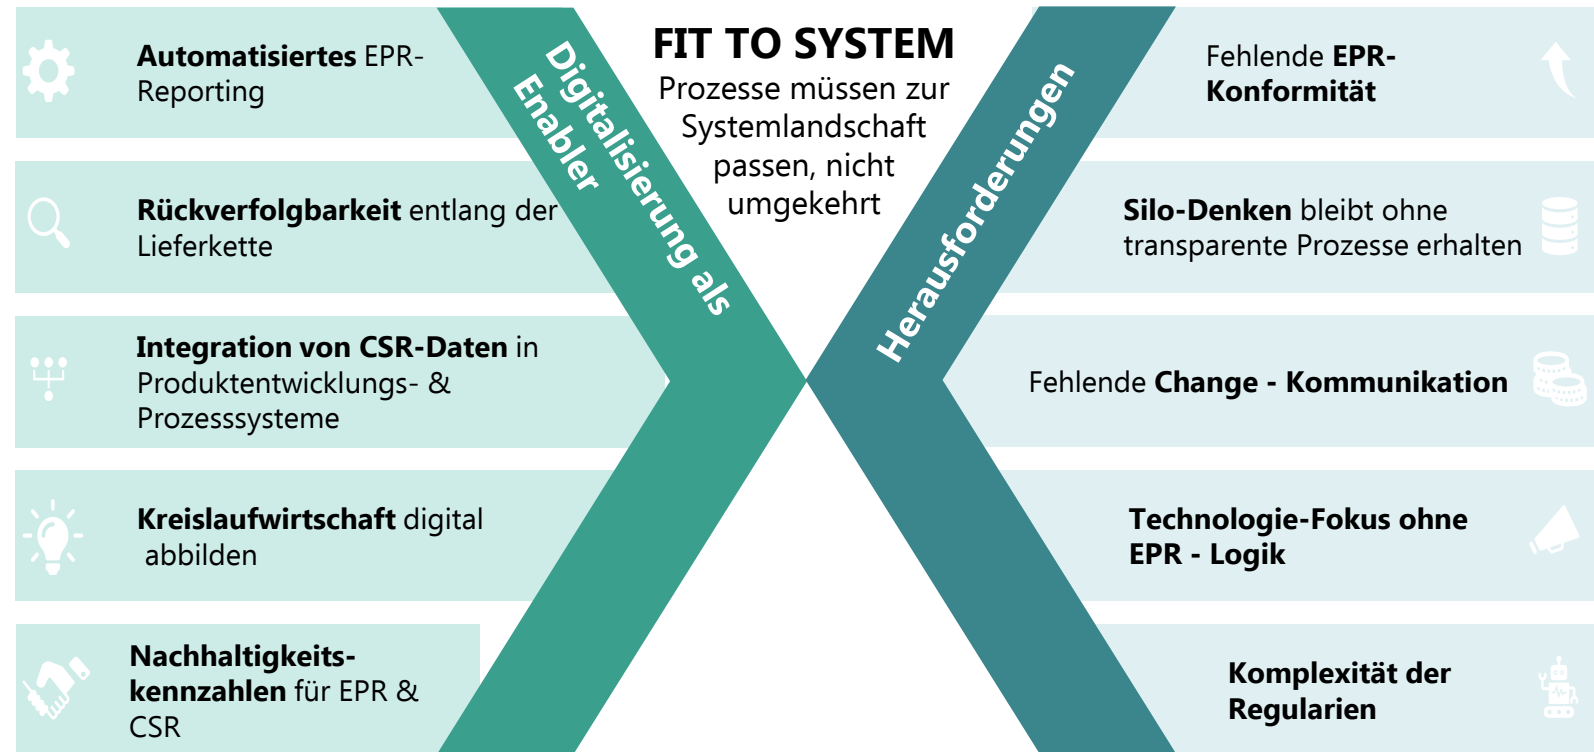 Automatisiertes EPR-
Reporting
Rückverfolgbarkeit entlang der
Lieferkette
Integration von CSR-Daten in
Produktentwicklungs- &
Prozesssysteme
Kreislaufwirtschaft digital
abbilden
Nachhaltigkeits-
kennzahlen für EPR &
CSR
Digitalisierung als
Enabler
FIT TO SYSTEM
Prozesse müssen zur
Systemlandschaft
passen, nicht
umgekehrt
Herausforderungen
Fehlende EPR-
Konformität
Silo-Denken bleibt ohne
transparente Prozesse erhalten
Fehlende Change - Kommunikation
Technologie-Fokus ohne
EPR - Logik
Komplexität der
Regularien